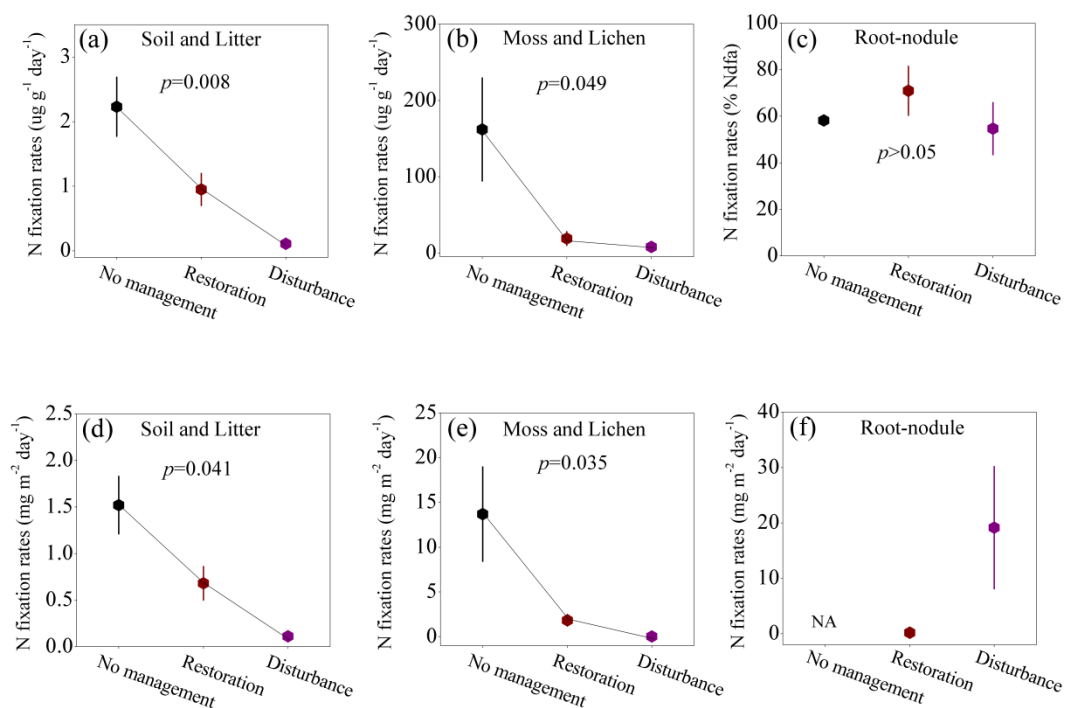 (a) Soil and Litter
p=0.008
N fixation rates (ug g⁻¹ day⁻¹)
3
2
1
0
No management
Restoration
Disturbance
(b) Moss and Lichen
p=0.049
N fixation rates (ug g⁻¹ day⁻¹)
300
200
100
0
No management
Restoration
Disturbance
(c) Root-nodule
p>0.05
N fixation rates (% Ndfa)
100
80
60
40
20
0
No management
Restoration
Disturbance
(d) Soil and Litter
p=0.041
N fixation rates (mg m⁻² day⁻¹)
2.5
2.0
1.5
1.0
0.5
0.0
No management
Restoration
Disturbance
(e) Moss and Lichen
p=0.035
N fixation rates (mg m⁻² day⁻¹)
25
20
15
10
5
0
No management
Restoration
Disturbance
(f) Root-nodule
N fixation rates (mg m⁻² day⁻¹)
40
30
20
10
0
NA
No management
Restoration
Disturbance